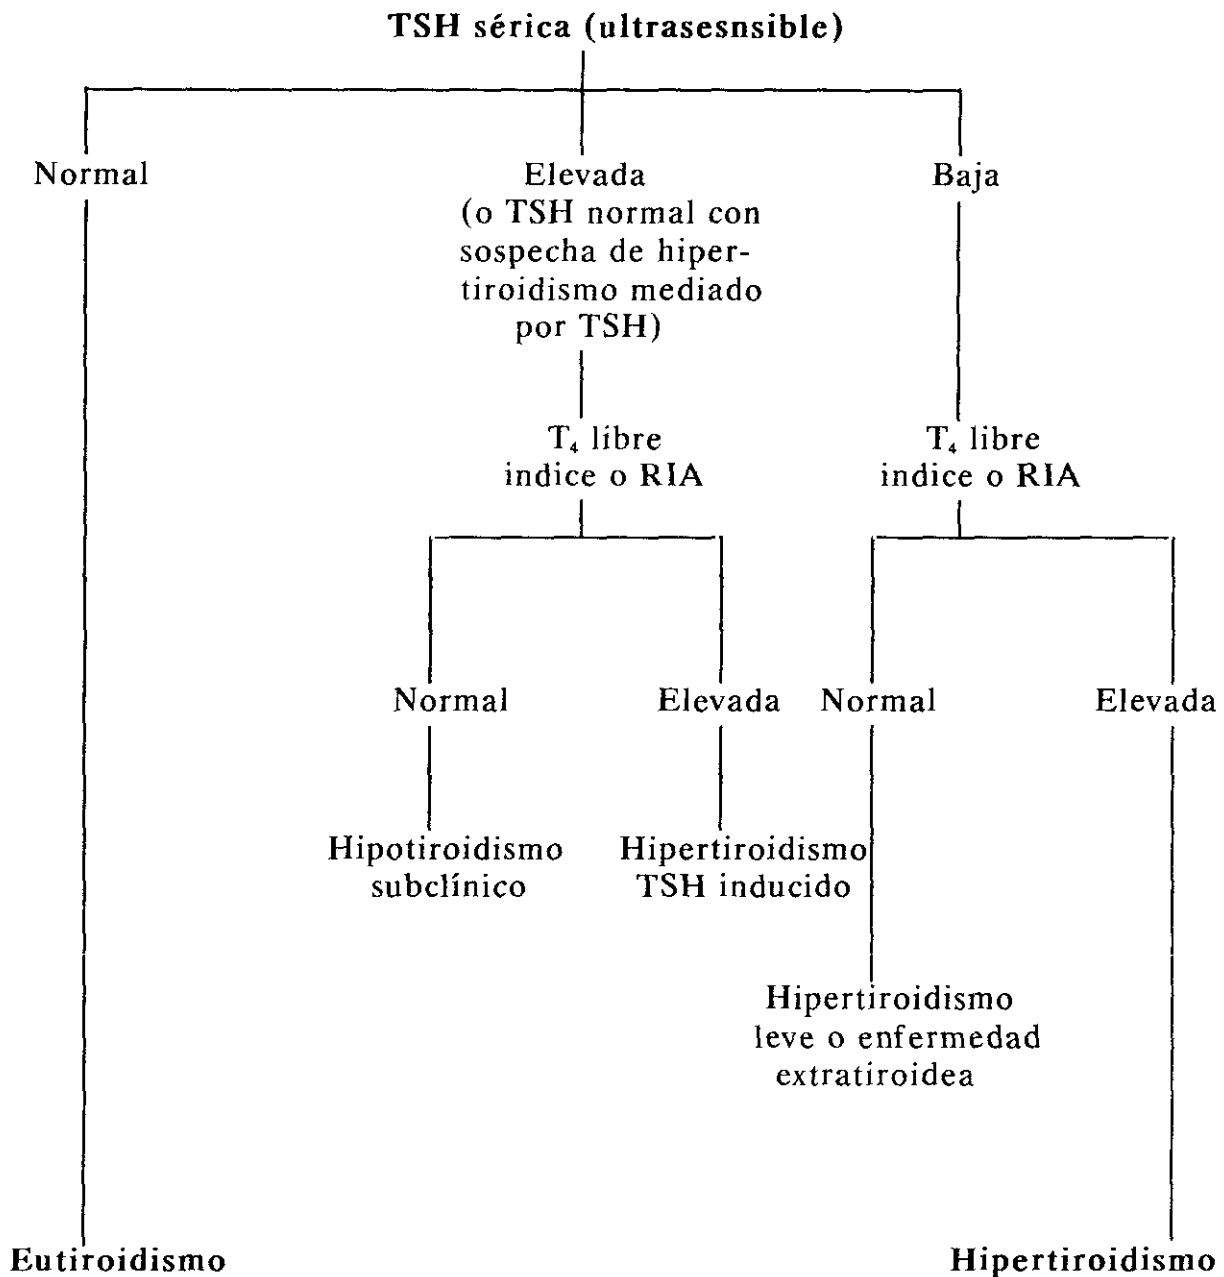 TSH sérica (ultrasesnsible)
Normal
Elevada
(o TSH normal con
sospecha de hiper-
tiroidismo mediado
por TSH)
Baja
T₄ libre
indice o RIA
T₄ libre
indice o RIA
Normal
Elevada
Normal
Elevada
Hipotiroidismo
subclínico
Hipertiroidismo
TSH inducido
Hipertiroidismo
leve o enfermedad
extratiroidea
Eutiroidismo
Hipertiroidismo